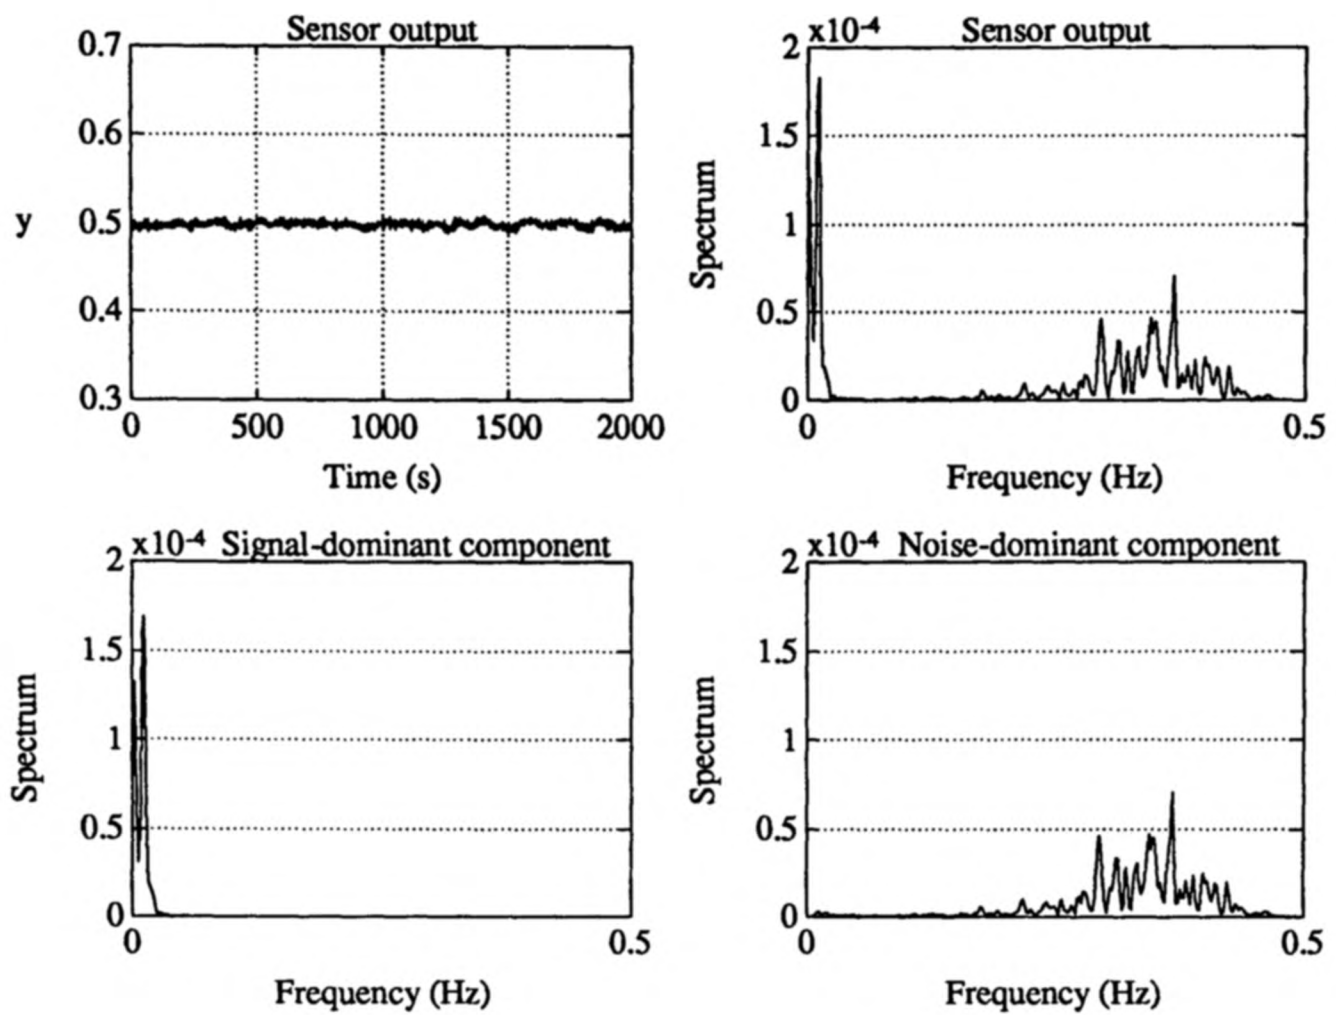 Sensor output
0.7
0.6
y 0.5
0.4
0.3
0 500 1000 1500 2000
Time (s)
x10-4 Sensor output
2
1.5
1
0.5
0
Spectrum
0 0.5
Frequency (Hz)
x10-4 Signal-dominant component
2
1.5
1
0.5
0
Spectrum
0 0.5
Frequency (Hz)
x10-4 Noise-dominant component
2
1.5
1
0.5
0
Spectrum
0 0.5
Frequency (Hz)